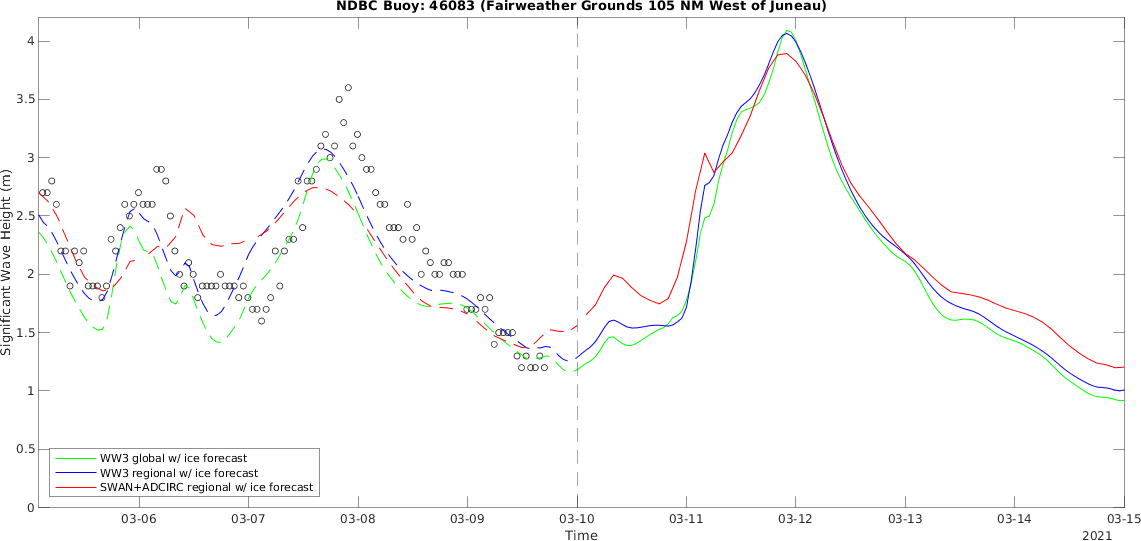 NDBC Buoy: 46083 (Fairweather Grounds 105 NM West of Juneau)
Significant Wave Height (m)
4
3.5
3
2.5
2
1.5
1
0.5
0
WW3 global w/ ice forecast
WW3 regional w/ ice forecast
SWAN+ADCIRC regional w/ ice forecast
03-06 03-07 03-08 03-09 03-10 03-11 03-12 03-13 03-14 03-15
Time
2021